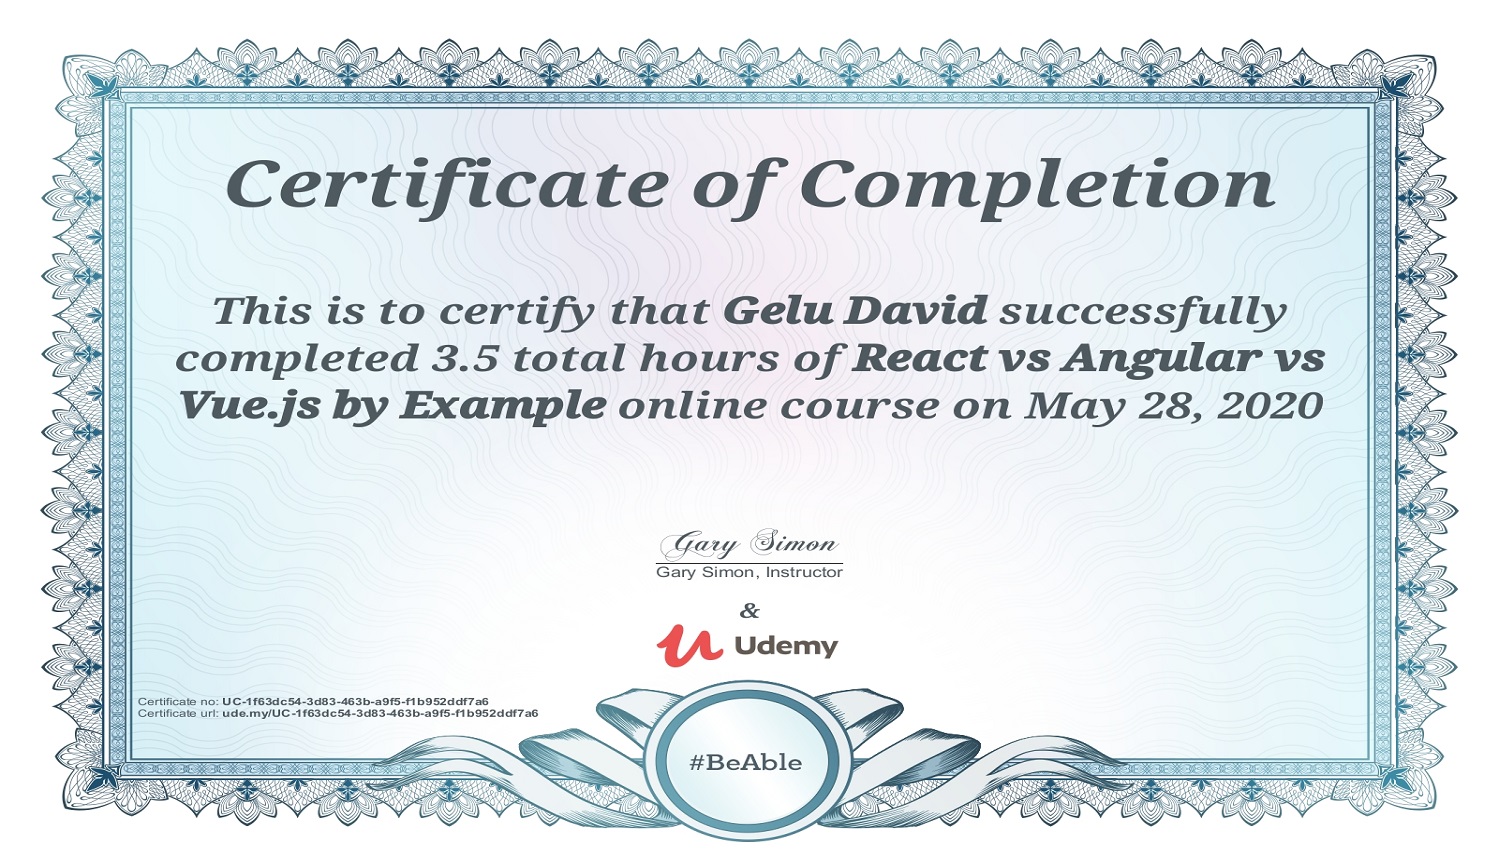 Certificate of Completion
This is to certify that Gelu David successfully
completed 3.5 total hours of React vs Angular vs
Vue.js by Example online course on May 28, 2020
Gary Simon
Gary Simon, Instructor
&
Udemy
Certificate no: UC-1f63dc54-3d83-463b-a9f5-f1b952ddf7a6
Certificate url: ude.my/UC-1f63dc54-3d83-463b-a9f5-f1b952ddf7a6
#BeAble